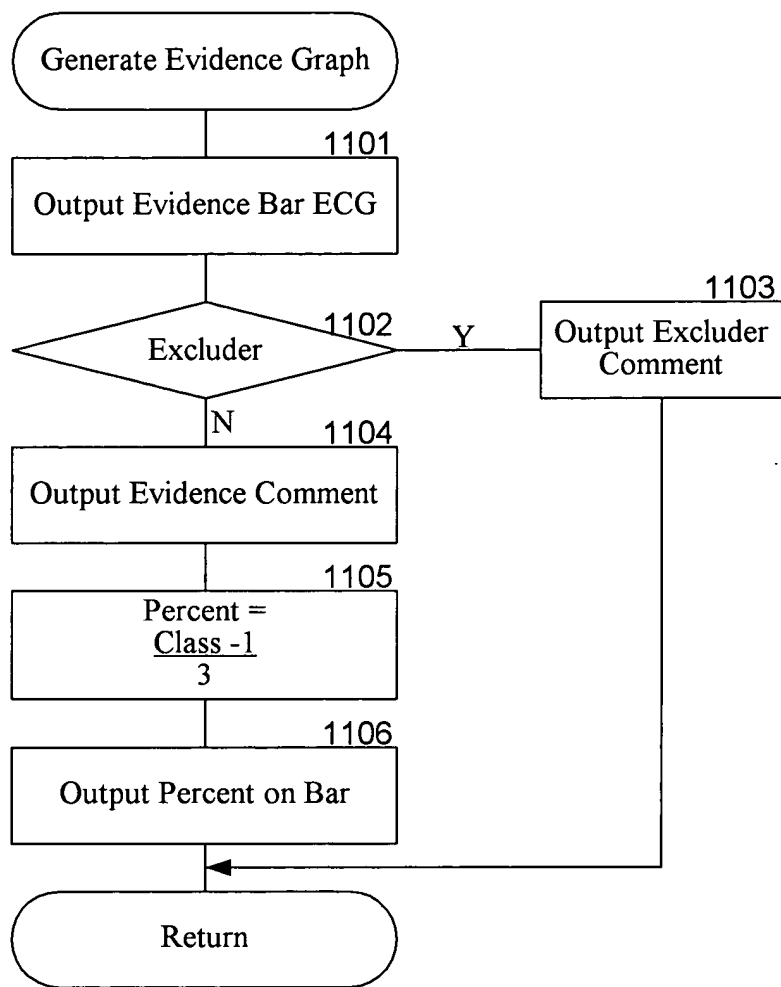 Generate Evidence Graph
1101
Output Evidence Bar ECG
1102
Excluder
Y
1103
Output Excluder
Comment
N
1104
Output Evidence Comment
1105
Percent =
Class -1
3
1106
Output Percent on Bar
Return